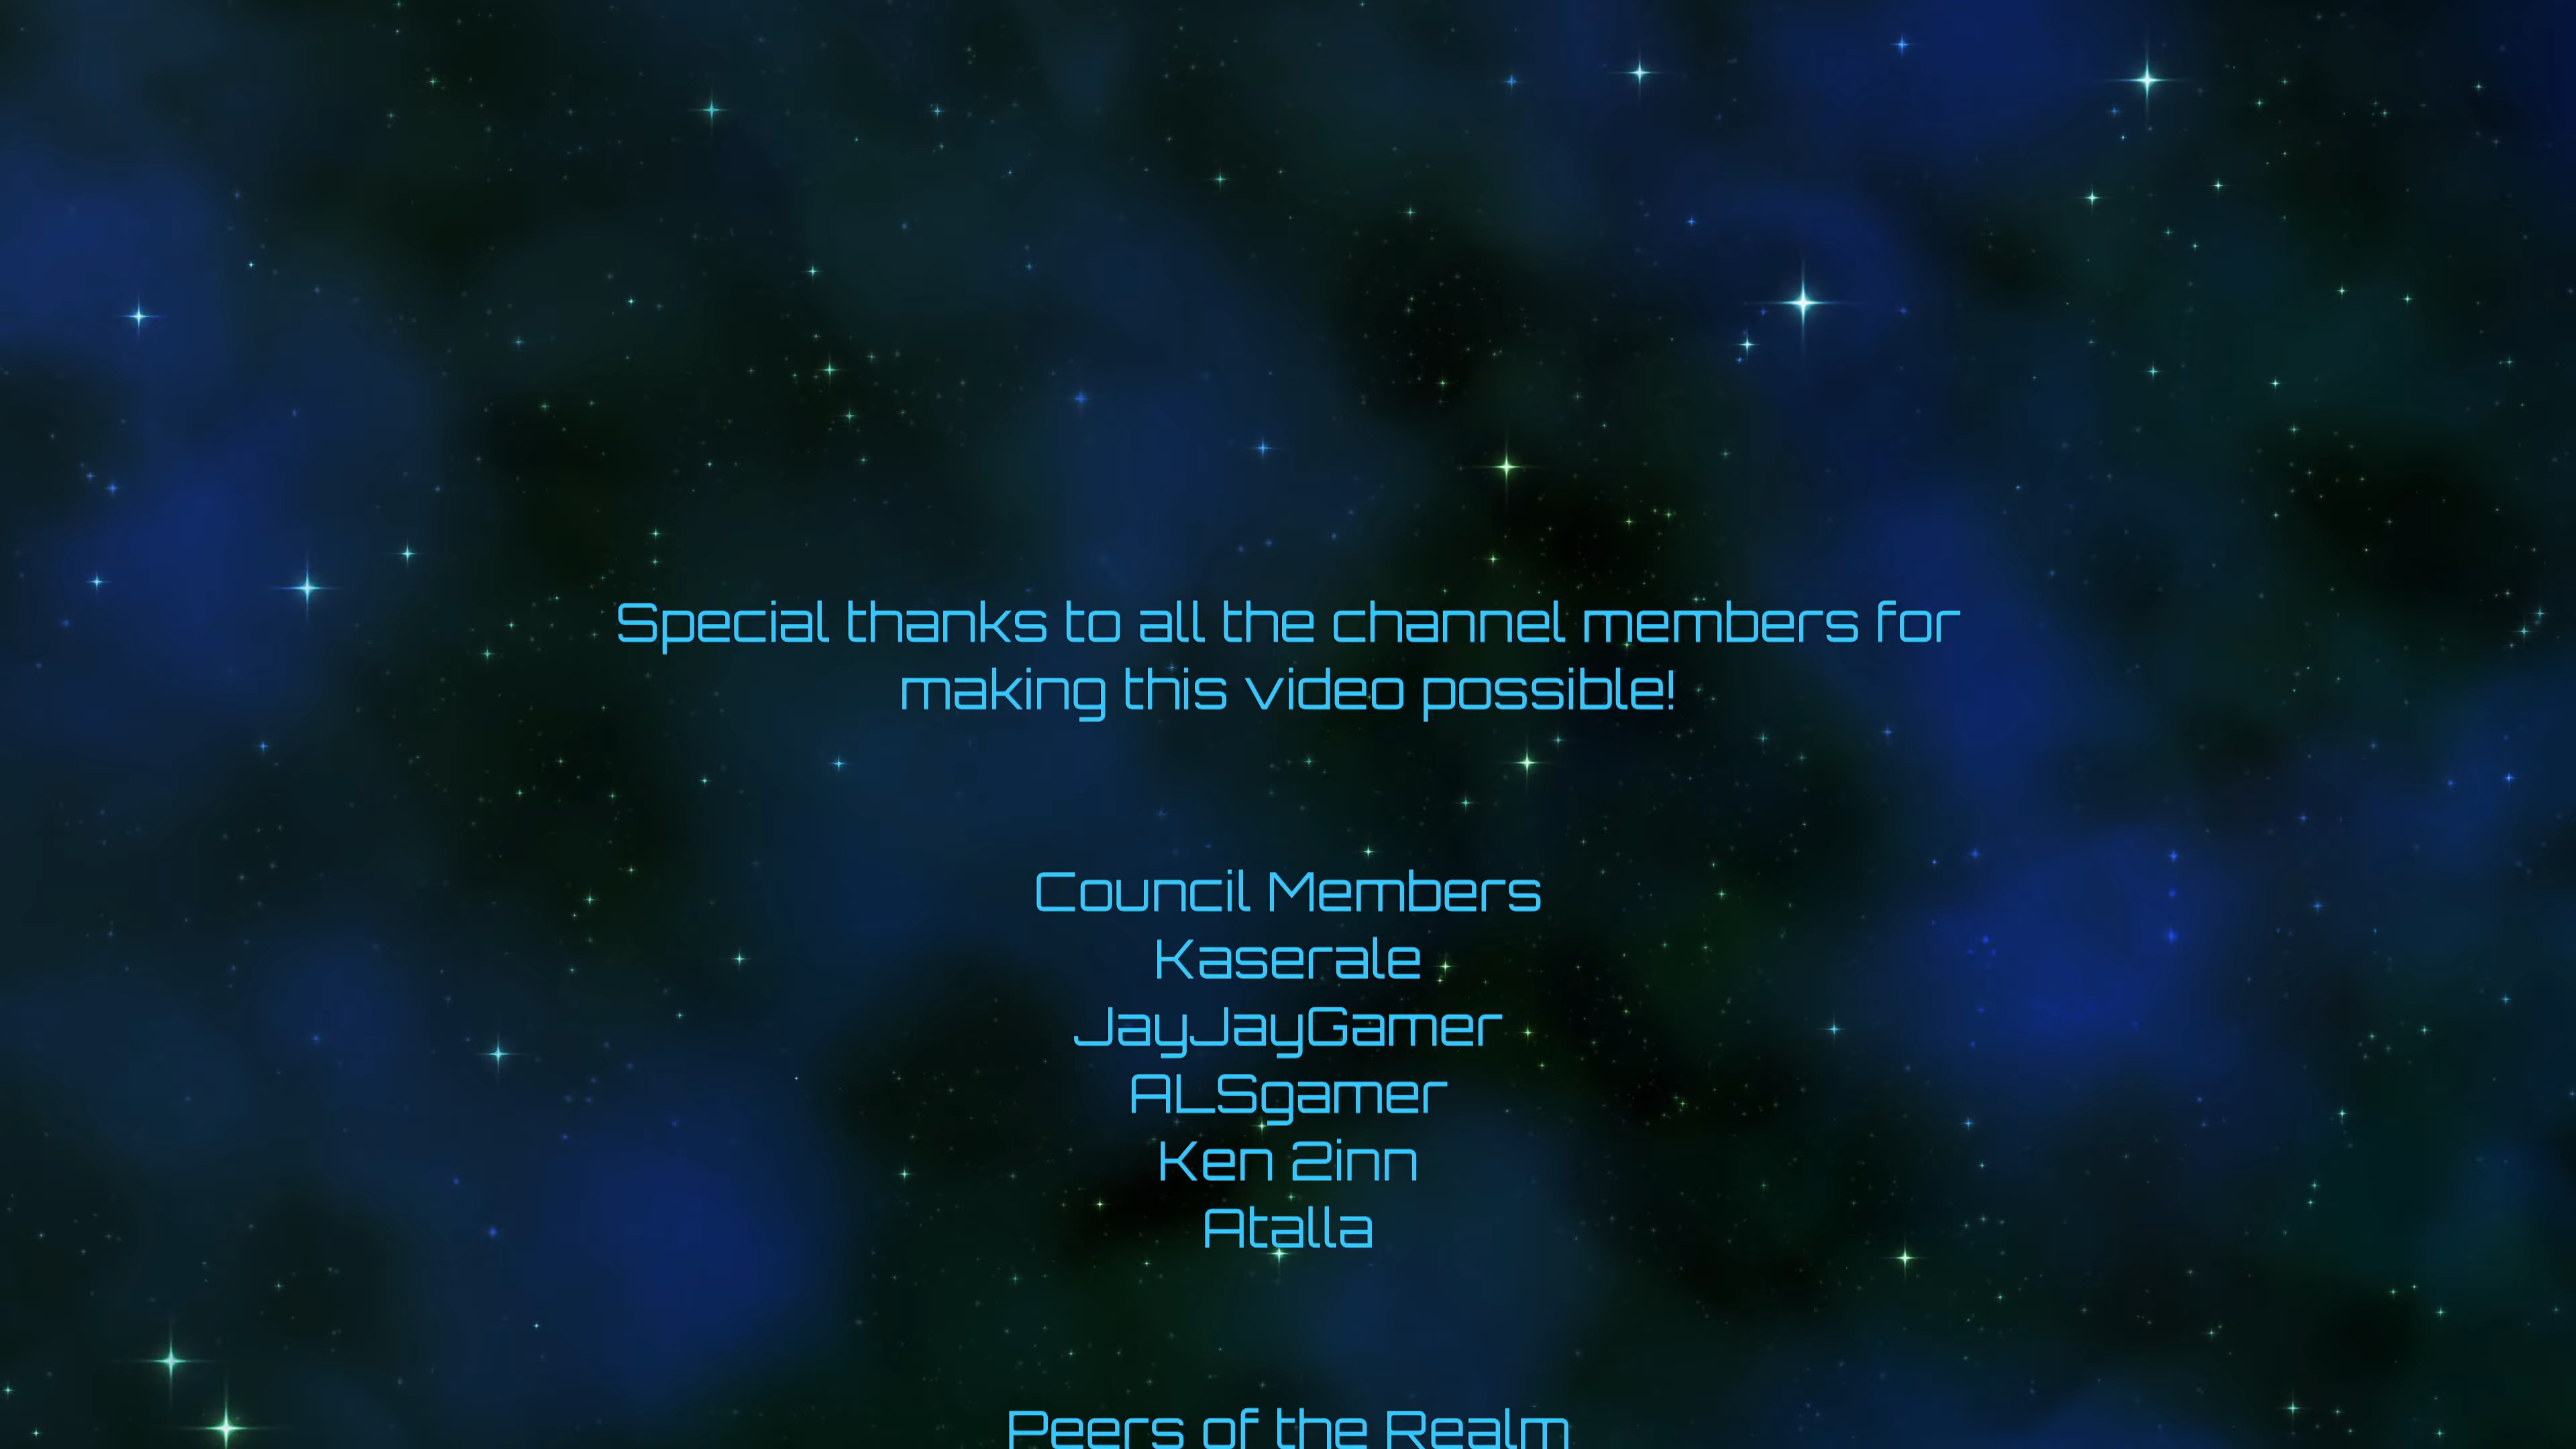 Special thanks to all the channel members for
making this video possible!
Council Members
Kaserale
JayJayGamer
ALSgamer
Ken 2inn
Atalla
Peers of the Realm